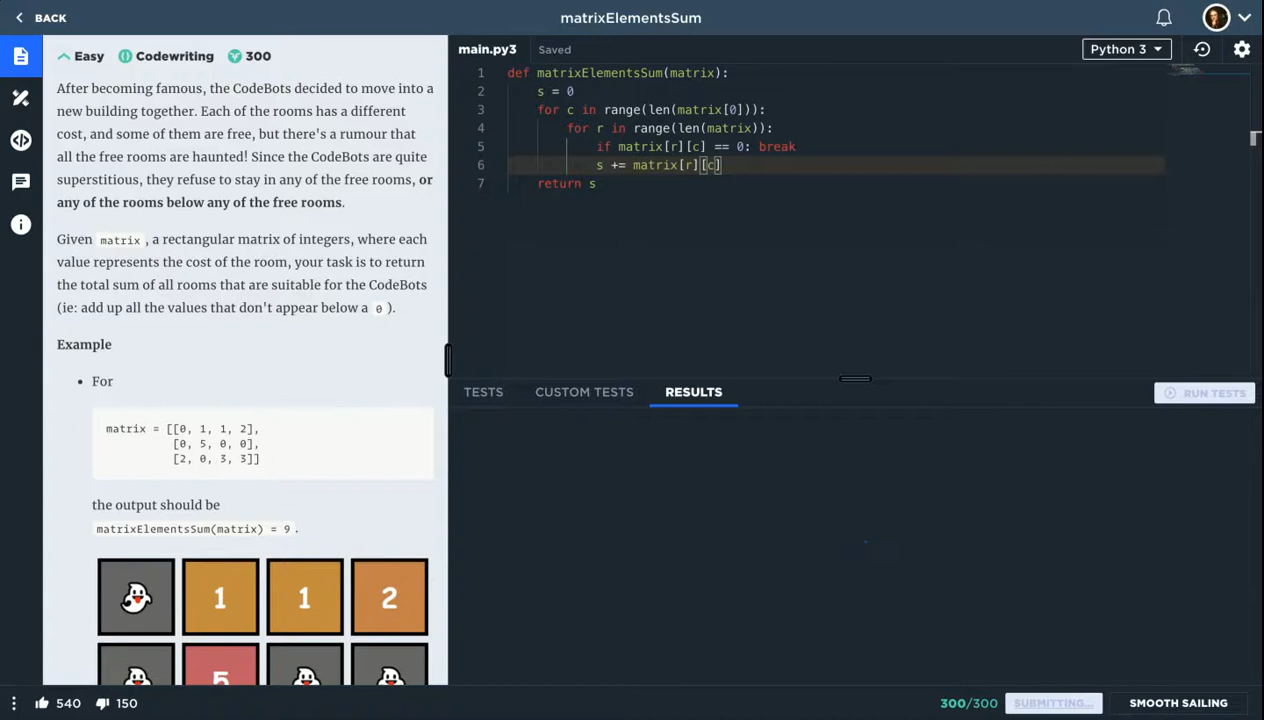 BACK
matrixElementsSum
Easy Codewriting 300
After becoming famous, the CodeBots decided to move into a
new building together. Each of the rooms has a different
cost, and some of them are free, but there's a rumour that
all the free rooms are haunted! Since the CodeBots are quite
superstitious, they refuse to stay in any of the free rooms, or
any of the rooms below any of the free rooms.
Given matrix, a rectangular matrix of integers, where each
value represents the cost of the room, your task is to return
the total sum of all rooms that are suitable for the CodeBots
(ie: add up all the values that don't appear below a 0 ).
Example
• For
matrix = [[0, 1, 1, 2],
[0, 5, 0, 0],
[2, 0, 3, 3]]
the output should be
matrixElementsSum(matrix) = 9 .
1 1 2
5
540 150
main.py3 Saved Python 3
1 def matrixElementsSum(matrix):
2 s = 0
3 for c in range(len(matrix[0])):
4 for r in range(len(matrix)):
5 if matrix[r][c] == 0: break
6 s += matrix[r][c]
7 return s
TESTS CUSTOM TESTS RESULTS RUN TESTS
300/300 SUBMITTING... SMOOTH SAILING